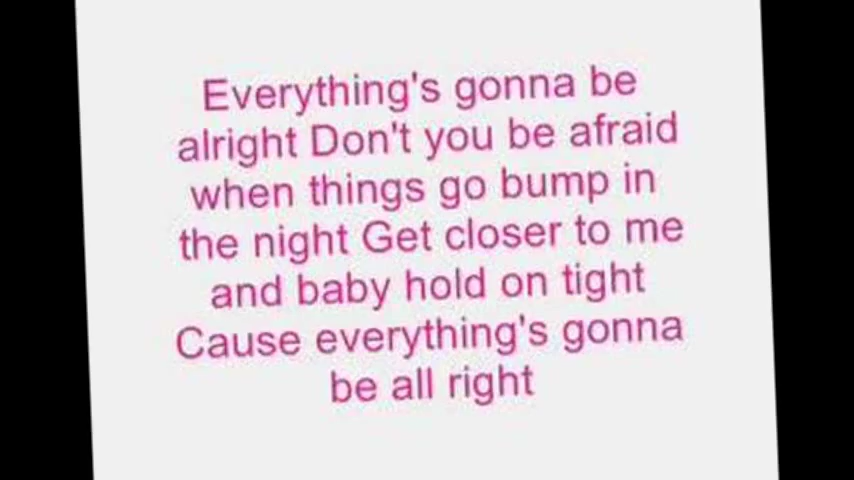 Everything's gonna be
alright Don't you be afraid
when things go bump in
the night Get closer to me
and baby hold on tight
Cause everything's gonna
be all right